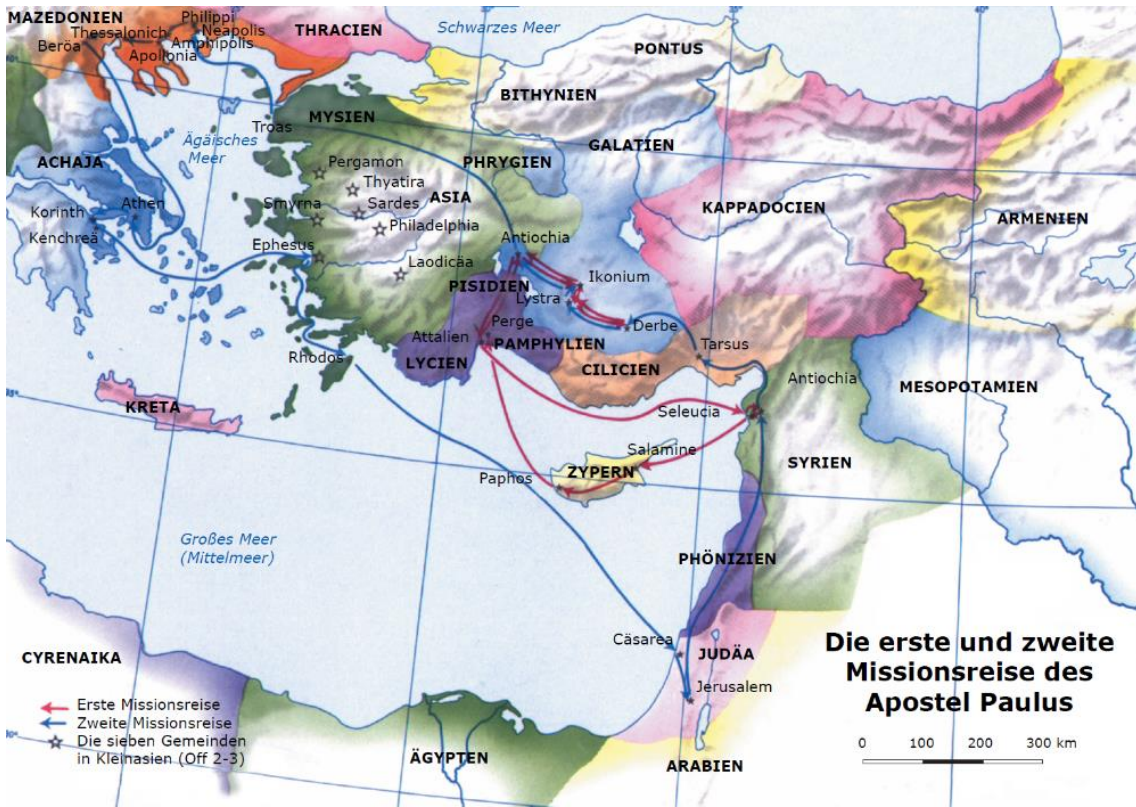 MAZEDONIEN
Philippi
Thessalonich
Neapolis
Beröa
Amphipolis
Apollonia
THRACIEN
Schwarzes Meer
PONTUS
BITHYNIEN
MYSIEN
Troas
Ägäisches
Meer
GALATIEN
PHRYGIEN
ACHAJA
Pergamon
Thyatira
ASIA
Smyrna
Sardes
Philadelphia
KAPPADOCIEN
ARMENIEN
Korinth
Athen
Kenchreä
Ephesus
Laodicäa
Antiochia
Ikonium
PISIDIEN
Lystra
Perge
Derbe
Attalien
PAMPHYLIEN
Tarsus
Rhodos
LYCIEN
CILICIEN
Antiochia
MESOPOTAMIEN
KRETA
Seleucia
Salamine
ZYPERN
Paphos
SYRIEN
Großes Meer
(Mittelmeer)
PHÖNIZIEN
Cäsarea
JUDÄA
Jerusalem
CYRENAIKA
ÄGYPTEN
ARABIEN
Erste Missionsreise
Zweite Missionsreise
Die sieben Gemeinden
in Kleinasien (Off 2-3)
Die erste und zweite
Missionsreise des
Apostel Paulus
0 100 200 300 km